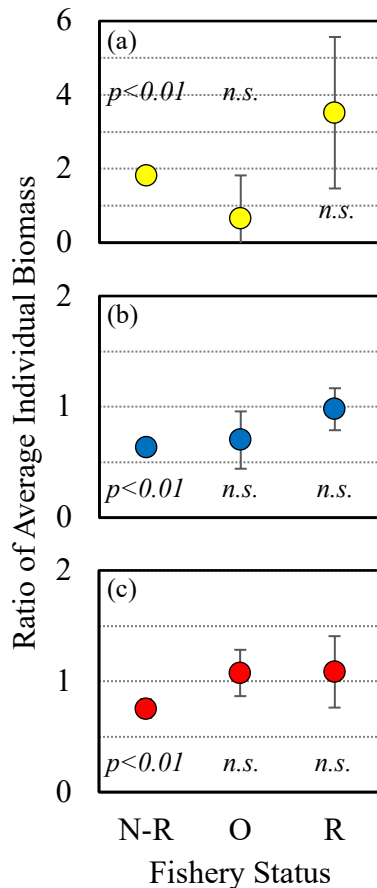 Ratio of Average Individual Biomass
6
(a)
p<0.01 n.s.
4
2
n.s.
0
2
(b)
1
p<0.01 n.s. n.s.
0
2
(c)
1
p<0.01 n.s. n.s.
0
N-R O R
Fishery Status